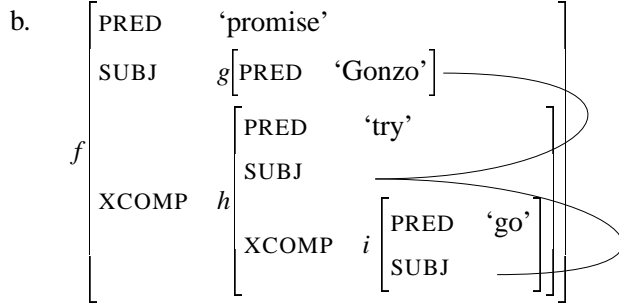 b.
PRED ‘promise’
SUBJ g[PRED ‘Gonzo’]
PRED ‘try’
f
SUBJ
XCOMP h
PRED ‘go’
XCOMP i
SUBJ